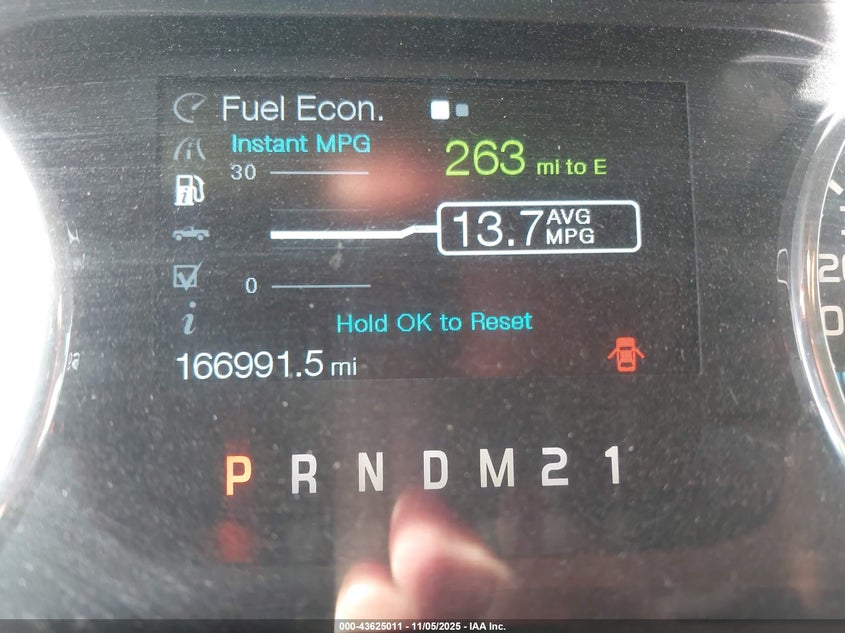 Fuel Econ.
Instant MPG
30
263 mi to E
13.7 AVG MPG
0
Hold OK to Reset
166991.5 mi
P R N D M 2 1
000-43625011 - 11/05/2025 - IAA Inc.